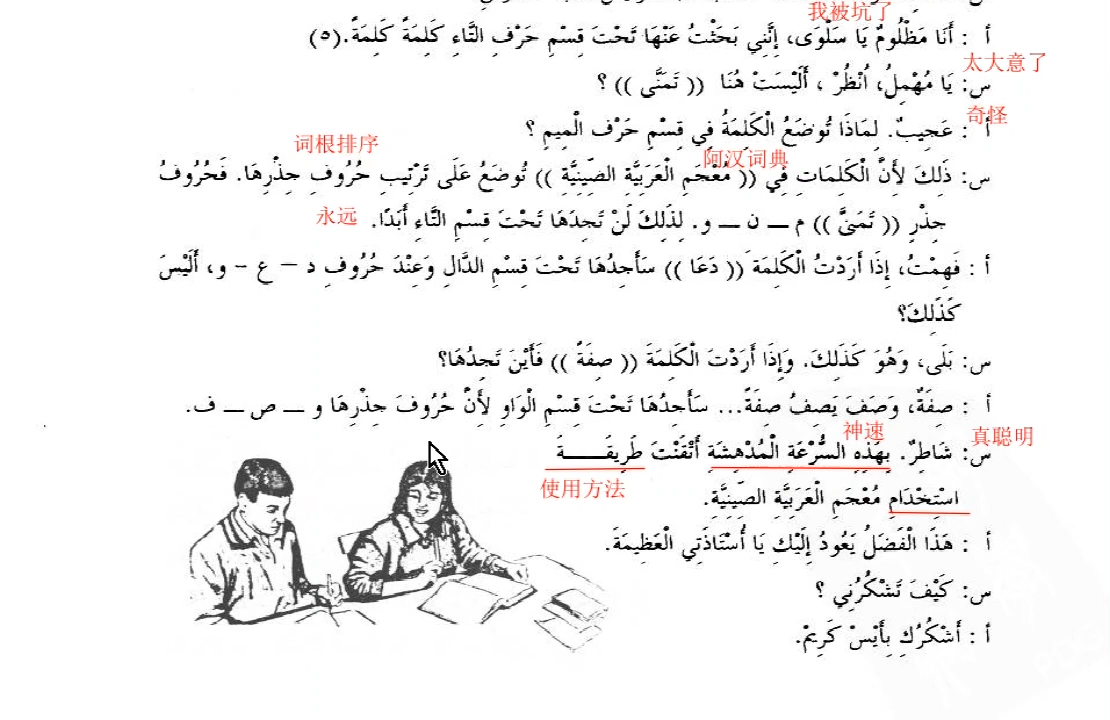 我被坑了
أ : أَنَا مَظْلُومٌ يَا سَلْوَى، إِنَّنِي بَحَثْتُ عَنْهَا تَحْتَ قِسْمِ حَرْفِ التَّاءِ كَلِمَةً كَلِمَةً.(٥)
太大意了
س: يَا مُهْمِلُ، اُنْظُرْ ، أَلَيْسَتْ هُنَا (( تَمَنَّى )) ؟
奇怪
أ : عَجِيبٌ. لِمَاذَا تُوضَعُ الْكَلِمَةُ فِي قِسْمِ حَرْف الْمِيمِ ؟
词根排序 阿汉词典
س: ذَلِكَ لِأَنَّ الْكَلِمَاتِ فِي (( مُعْجَمِ الْعَرَبِيَّةِ الصِّينِيَّةِ )) تُوضَعُ عَلَى تَرْتِيبِ حُرُوفِ جِذْرِهَا. فَحُرُوفُ
جِذْرِ (( تَمَنَّى )) م ــ ن ــ و. لِذَلِكَ لَنْ تَجِدَهَا تَحْتَ قِسْمِ التَّاءِ أَبَدًا.
永远
أ : فَهِمْتُ، إِذَا أَرَدْتُ الْكَلِمَةَ (( دَعَا )) سَأَجِدُهَا تَحْتَ قِسْمِ الدَّالِ وَعِنْدَ حُرُوفِ د – ع – و، أَلَيْسَ
كَذَلِكَ؟
س: بَلَى، وَهُوَ كَذَلِكَ. وَإِذَا أَرَدْتَ الْكَلِمَةَ (( صِفَةً )) فَأَيْنَ تَجِدُهَا؟
أ : صِفَةٌ، وَصَفَ يَصِفُ صِفَةً... سَأَجِدُهَا تَحْتَ قِسْمِ الْوَاوِ لِأَنَّ حُرُوفَ جِذْرِهَا و ــ ص ــ ف.
神速 真聪明
س: شَاطِرٌ. بِهَذِهِ السُّرْعَةِ الْمُدْهِشَةِ أَتْقَنْتَ طَرِيقَــــةَ
使用方法
اسْتِخْدَامِ مُعْجَمِ الْعَرَبِيَّةِ الصِّينِيَّةِ.
أ : هَذَا الْفَضَلُ يَعُودُ إِلَيْكِ يَا أُسْتَاذَتِي الْعَظِيمَةَ.
س: كَيْفَ تَشْكُرُنِي ؟
أ : أَشْكُرُكِ بِأَيْسْ كَرِيمْ.